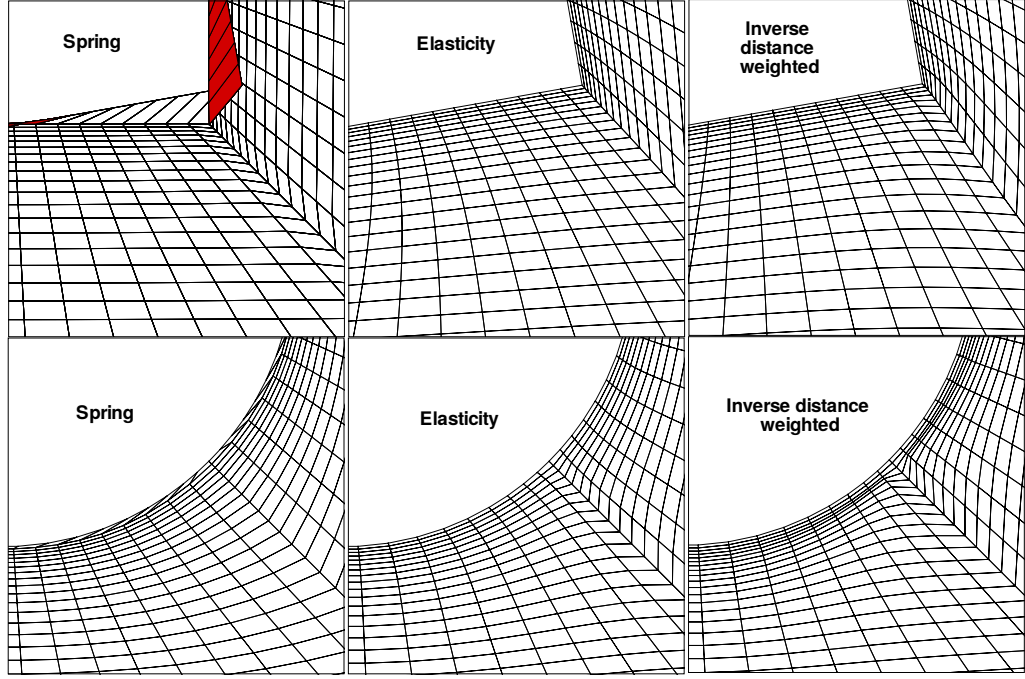 Spring
Elasticity
Inverse
distance
weighted
Spring
Elasticity
Inverse distance
weighted